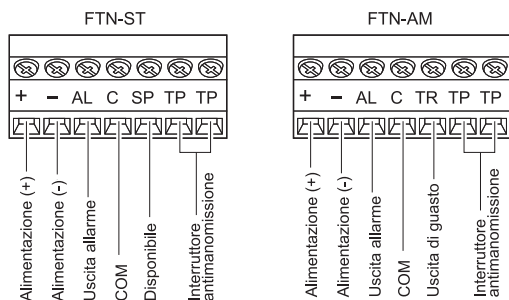 FTN-ST
+ – AL C SP TP TP
Alimentazione (+)
Alimentazione (-)
Uscita allarme
COM
Disponibile
Interruttore
antimanomissione
FTN-AM
+ – AL C TR TP TP
Alimentazione (+)
Alimentazione (-)
Uscita allarme
COM
Uscita di guasto
Interruttore
antimanomissione